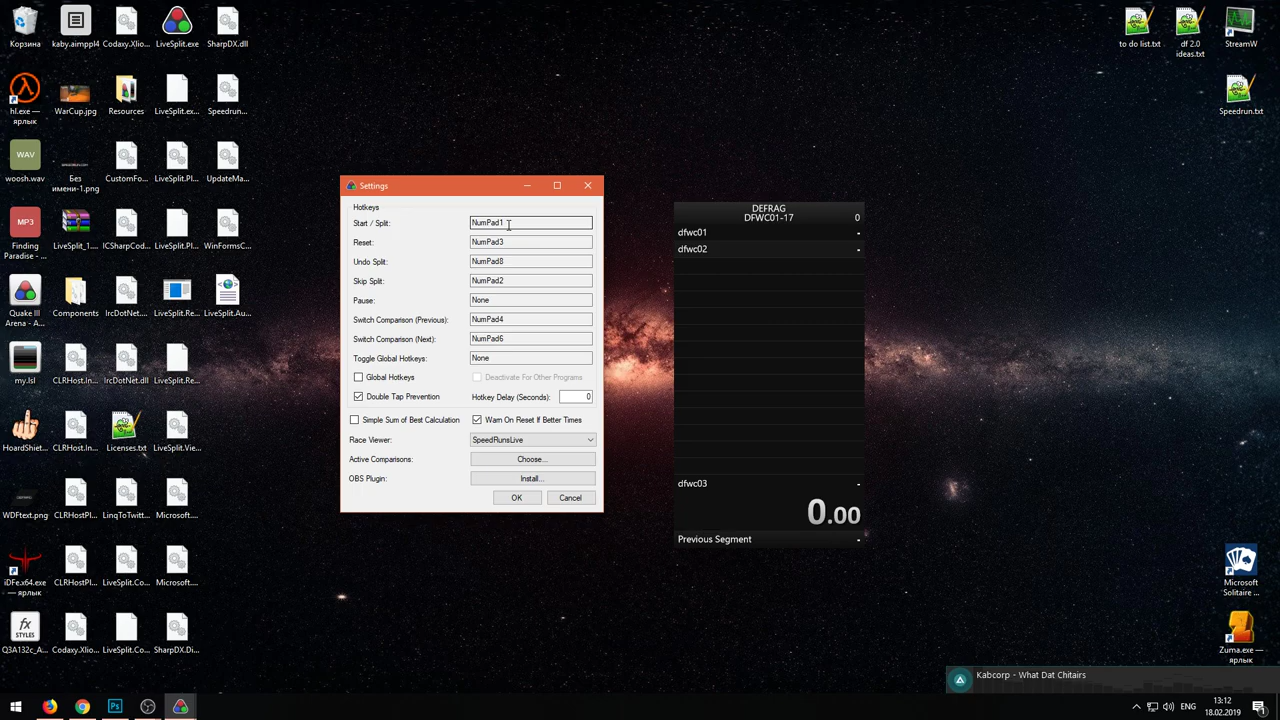 Корзина
kaby.aimppl4
Codaxy.Xlio...
LiveSplit.exe
SharpDX.dll
hl.exe —
ярлык
WarCup.jpg
Resources
LiveSplit.ex...
Speedrun...
WAV
woosh.wav
Без
имени-1.png
CustomFo...
LiveSplit.Pl...
UpdateMa...
MP3
Finding
Paradise - ...
LiveSplit_1....
ICSharpCod...
LiveSplit.Pl...
WinFormsC...
Quake III
Arena - A...
Components
IrcDotNet....
LiveSplit.Re...
LiveSplit.Au...
my.lsl
CLRHost.In...
IrcDotNet.dll
LiveSplit.Re...
HoardShiet...
CLRHost.In...
Licenses.txt
LiveSplit.Vie...
WDFtext.png
CLRHostPl...
LinqToTwitt...
Microsoft....
iDFe.x64.exe
— ярлык
CLRHostPl...
LiveSplit.Co...
Microsoft....
fx
STYLES
Q3A132c_A...
Codaxy.Xlio...
LiveSplit.Co...
SharpDX.Di...
Settings
Hotkeys
Start / Split:
NumPad1
Reset:
NumPad3
Undo Split:
NumPad8
Skip Split:
NumPad2
Pause:
None
Switch Comparison (Previous):
NumPad4
Switch Comparison (Next):
NumPad6
Toggle Global Hotkeys:
None
Global Hotkeys
Deactivate For Other Programs
Double Tap Prevention
Hotkey Delay (Seconds):
0
Simple Sum of Best Calculation
Warn On Reset If Better Times
Race Viewer:
SpeedRunsLive
Active Comparisons:
Choose...
OBS Plugin:
Install...
OK
Cancel
DEFRAG
DFWC01-17 0
dfwc01 -
dfwc02 -
dfwc03 -
0.00
Previous Segment -
to do list.txt
df 2.0
ideas.txt
StreamW
Speedrun.txt
Microsoft
Solitaire ...
Zuma.exe —
ярлык
Kabcorp - What Dat Chitairs
Ps
ENG
13:12
18.02.2019
1